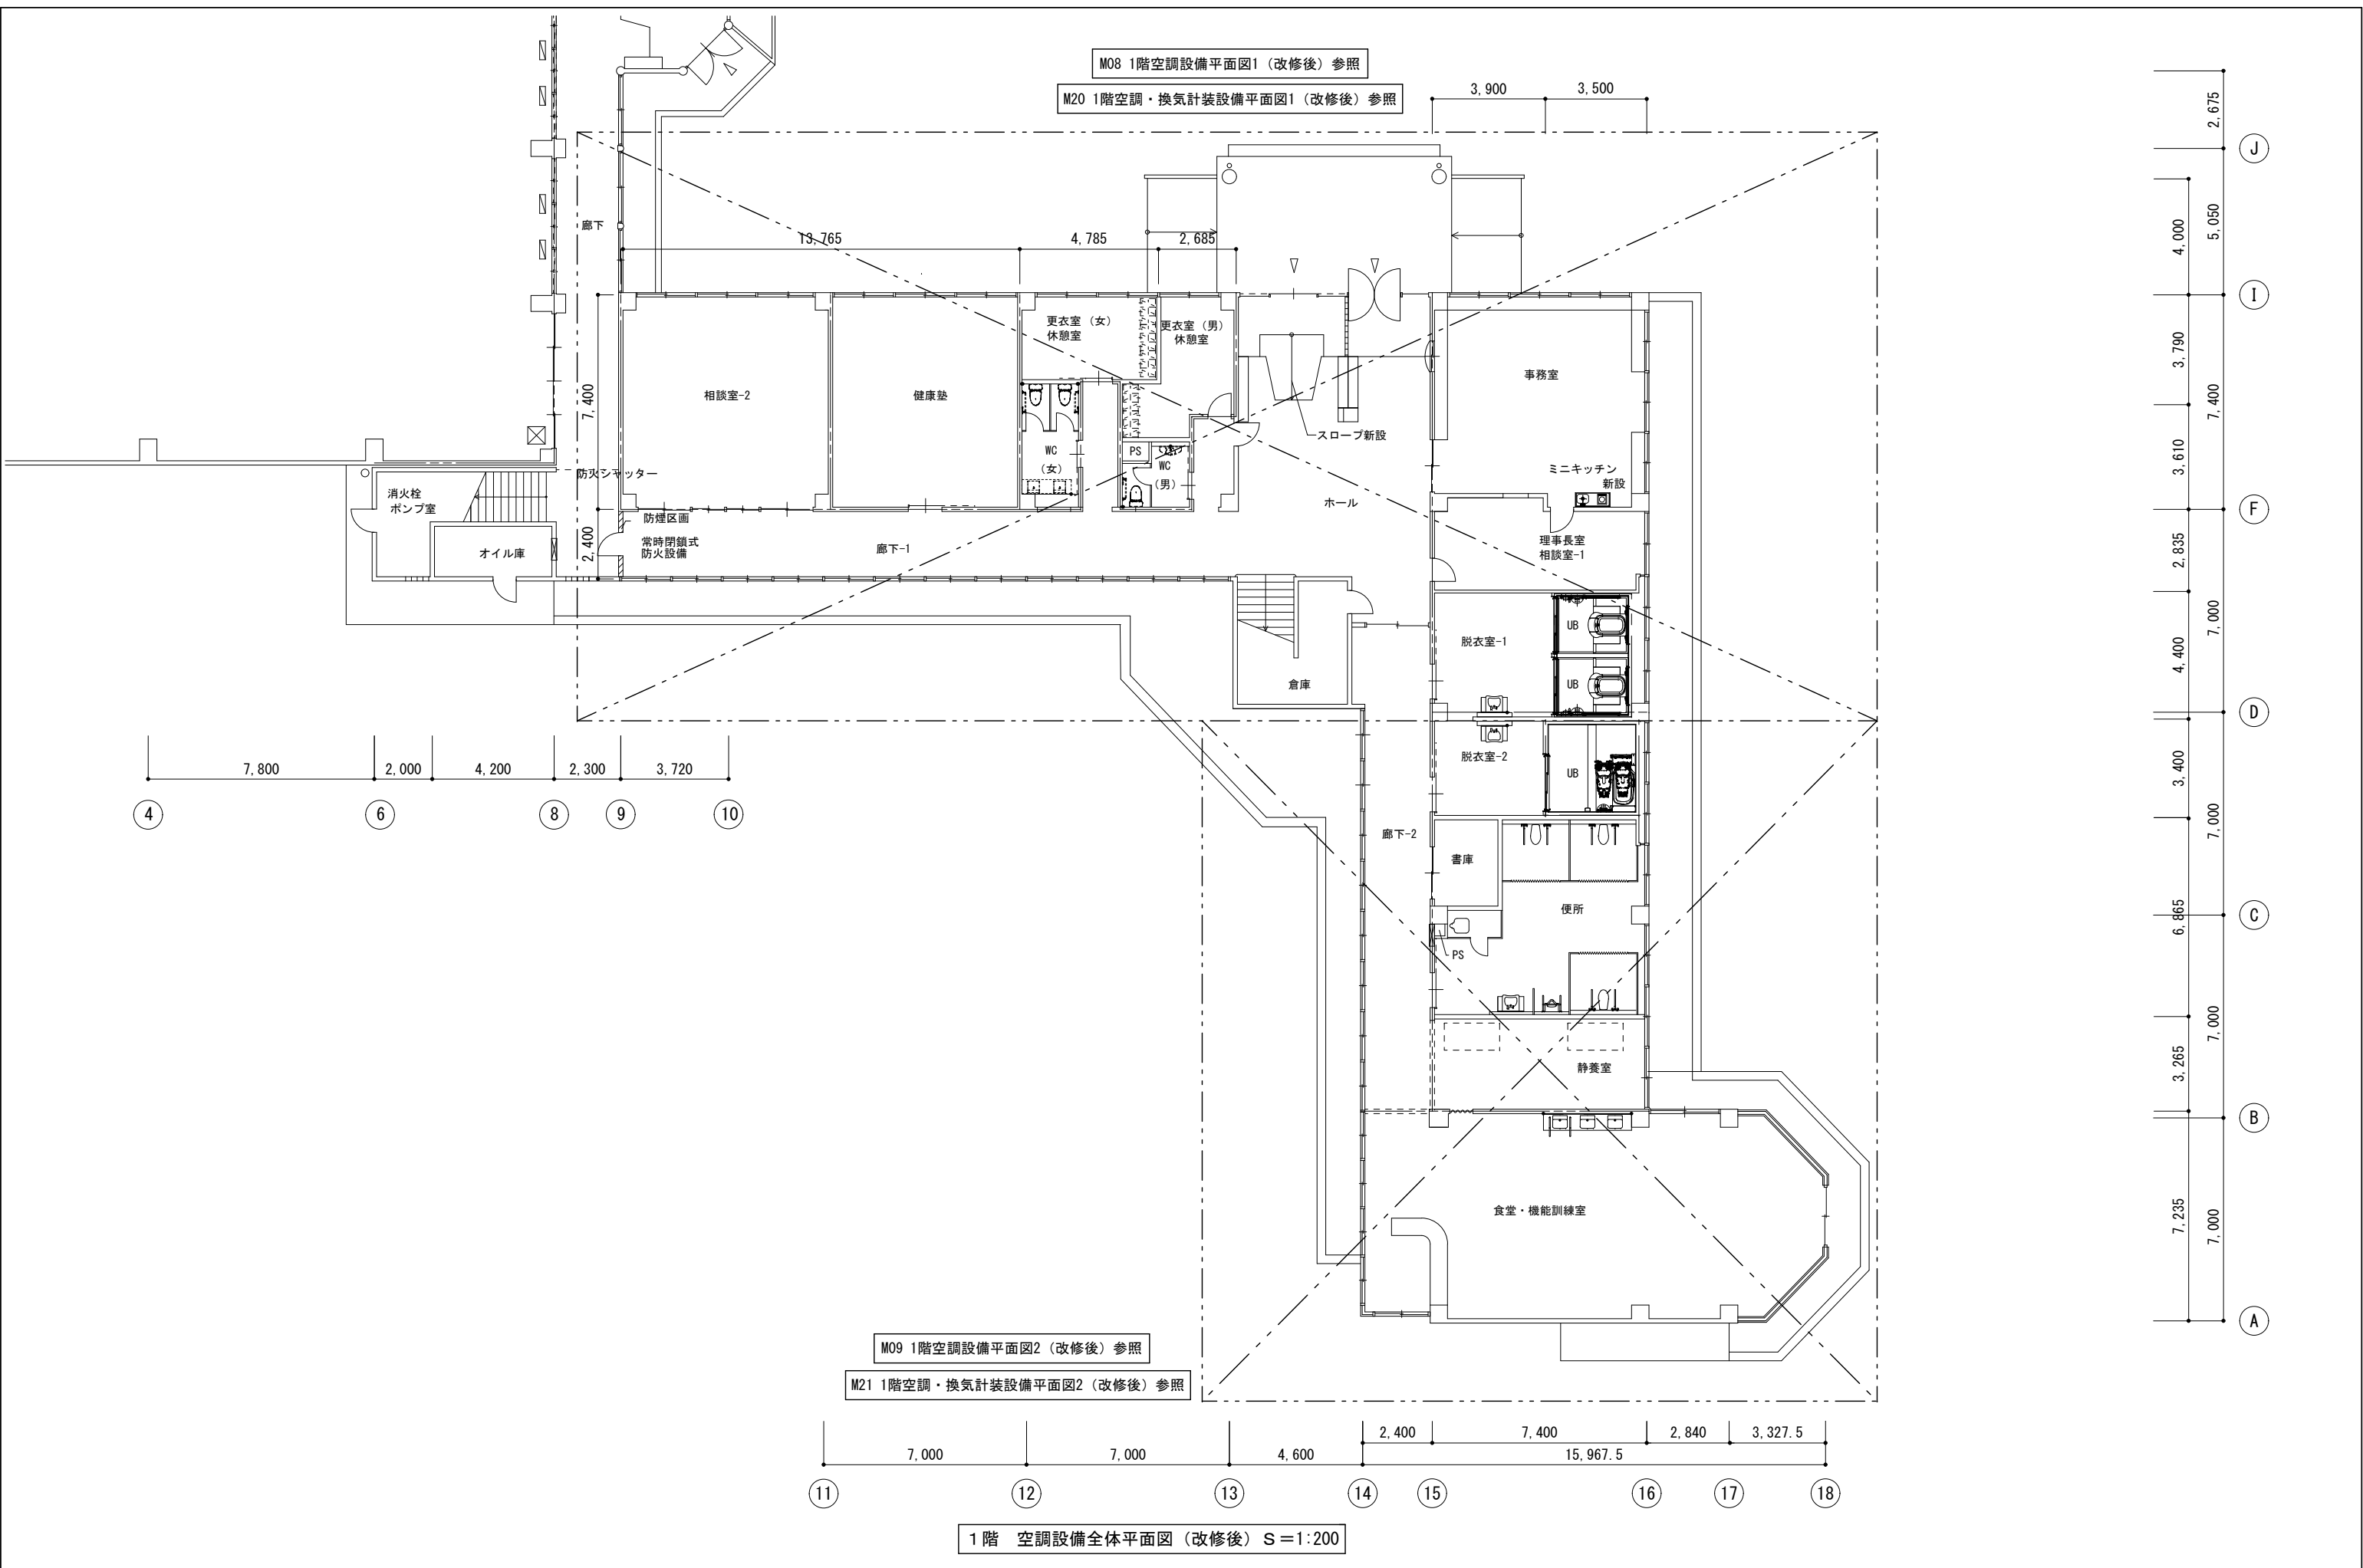 M08 1階空調設備平面図1（改修後）参照
M20 1階空調・換気計装設備平面図1（改修後）参照
3,900
3,500
2,675
J
廊下
13,765
4,785
2,685
4,000
5,050
I
更衣室（女）
休憩室
更衣室（男）
休憩室
3,790
7,400
相談室-2
健康塾
事務室
7,400
スロープ新設
WC
（女）
PS
WC
（男）
3,610
ミニキッチン
新設
防火シャッター
消火栓
ポンプ室
ホール
F
防煙区画
2,400
常時閉鎖式
防火設備
廊下-1
オイル庫
理事長室
相談室-1
2,835
UB
脱衣室-1
7,000
4,400
UB
倉庫
D
脱衣室-2
UB
3,400
7,800
2,000
4,200
2,300
3,720
4
6
8
9
10
廊下-2
7,000
書庫
便所
6,865
C
PS
7,000
静養室
3,265
B
食堂・機能訓練室
7,235
7,000
A
M09 1階空調設備平面図2（改修後）参照
M21 1階空調・換気計装設備平面図2（改修後）参照
2,400
7,400
2,840
3,327.5
7,000
7,000
4,600
15,967.5
11
12
13
14
15
16
17
18
1階　空調設備全体平面図（改修後）Ｓ＝1:200